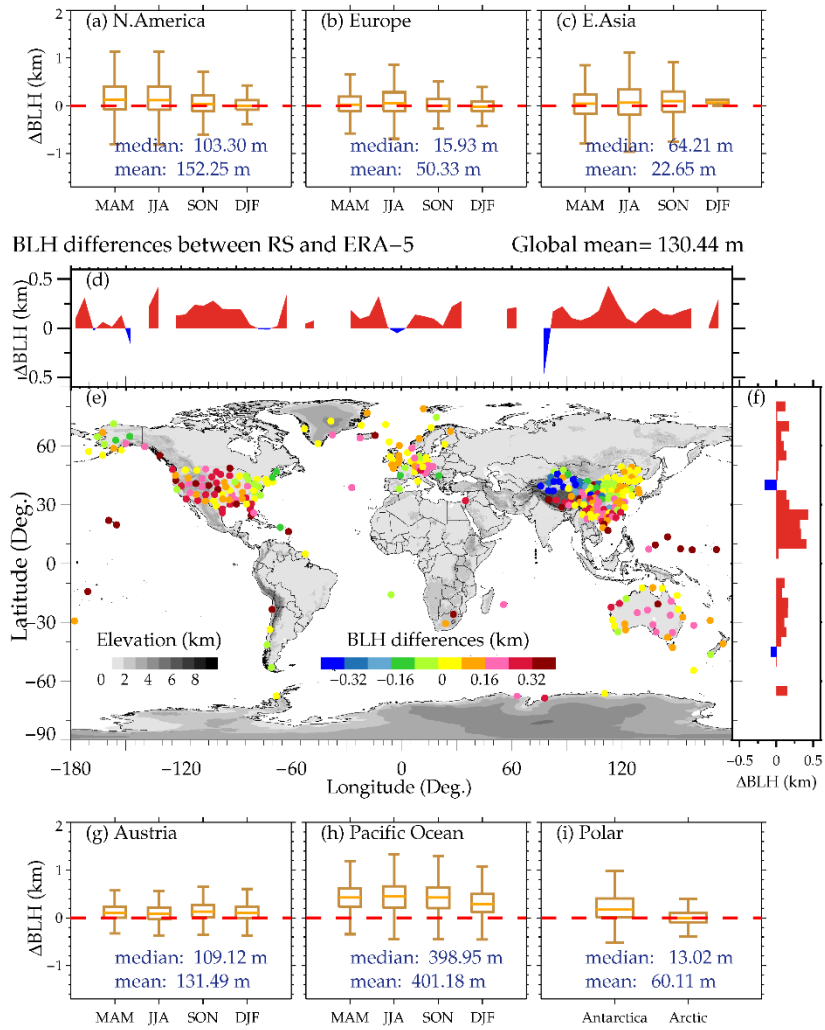 (a) N.America (b) Europe (c) E.Asia
ΔBLH (km)
2
1
0
−1
median: 103.30 m
mean: 152.25 m
median: 15.93 m
mean: 50.33 m
median: 64.21 m
mean: 22.65 m
MAM JJA SON DJF MAM JJA SON DJF MAM JJA SON DJF
BLH differences between RS and ERA−5 Global mean= 130.44 m
(d)
ΔBLH (km)
0.5
0
−0.5
(e) (f)
Latitude (Deg.)
60
30
0
−30
−60
−90
Elevation (km)
0 2 4 6 8
BLH differences (km)
−0.32 −0.16 0 0.16 0.32
−180 −120 −60 0 60 120
Longitude (Deg.)
−0.5 0 0.5
ΔBLH (km)
(g) Austria (h) Pacific Ocean (i) Polar
ΔBLH (km)
2
1
0
−1
median: 109.12 m
mean: 131.49 m
median: 398.95 m
mean: 401.18 m
median: 13.02 m
mean: 60.11 m
MAM JJA SON DJF MAM JJA SON DJF Antarctica Arctic